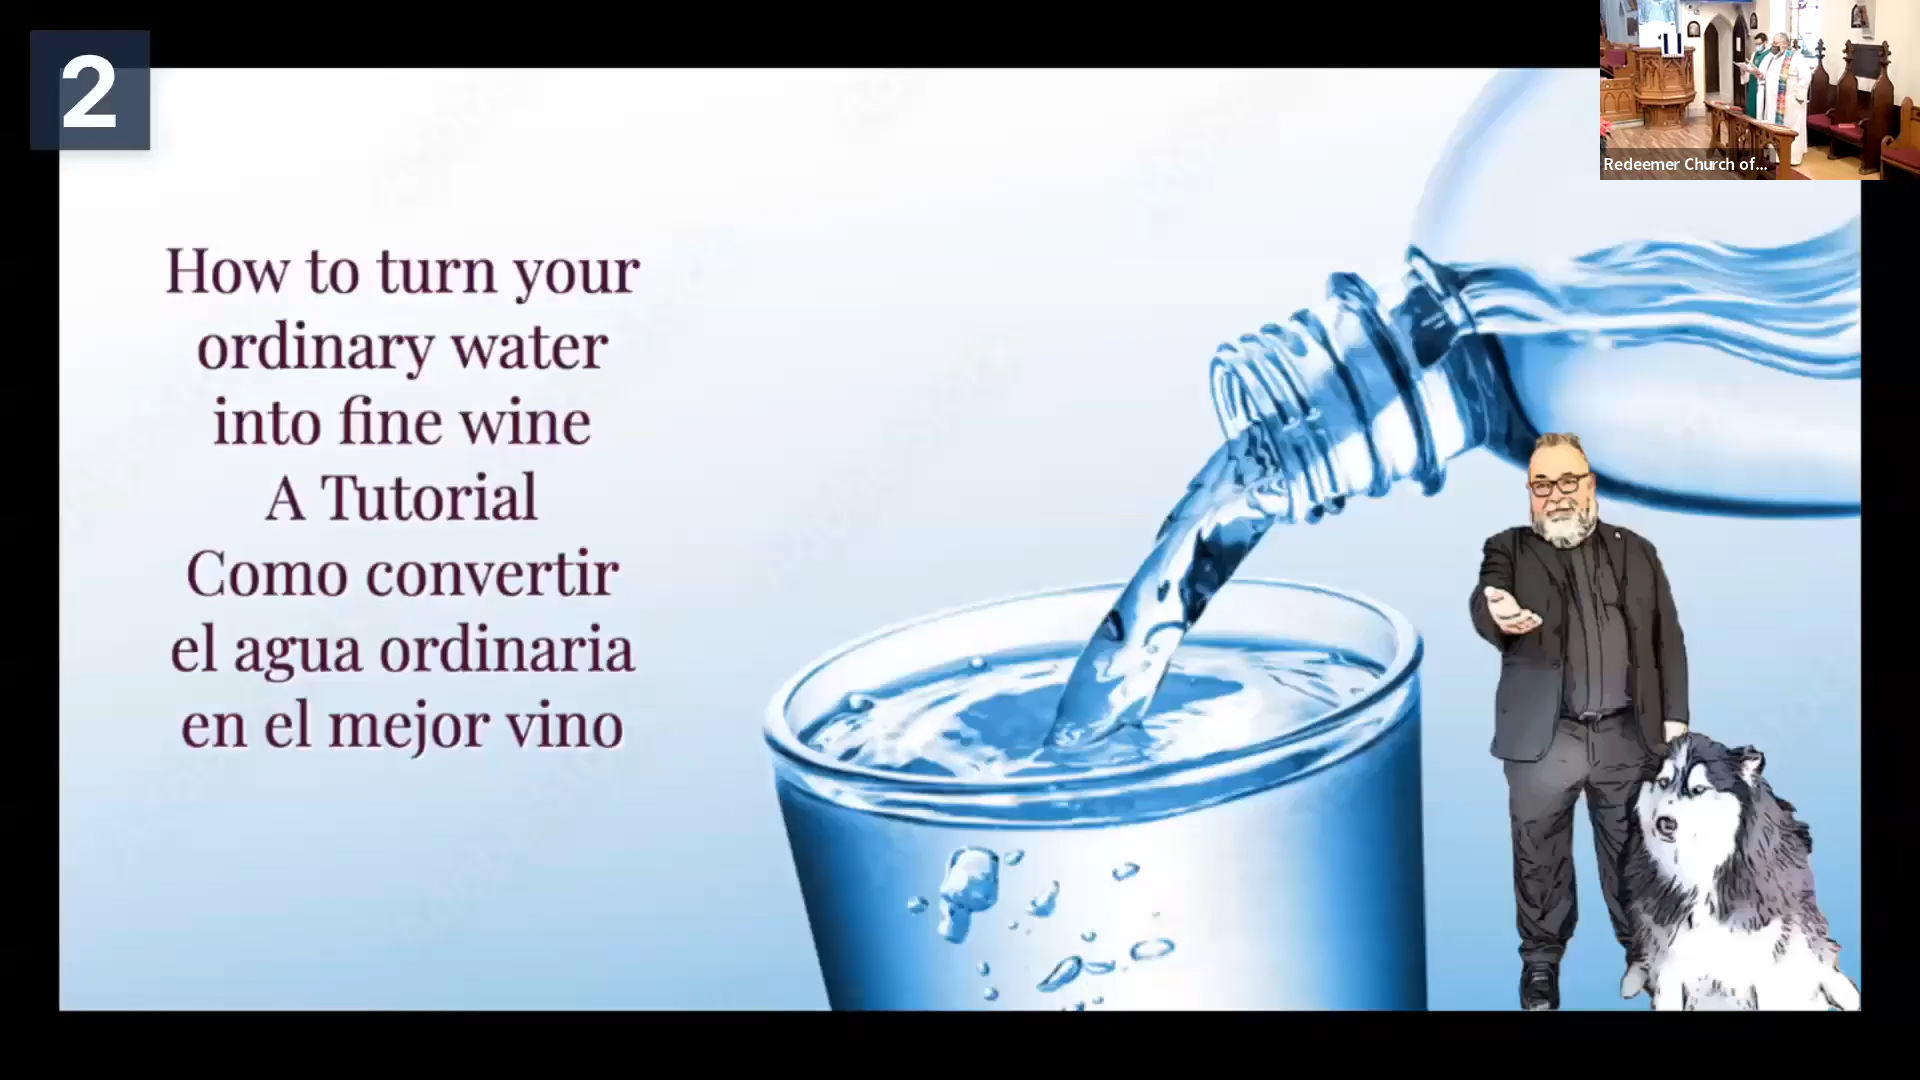 2
How to turn your
ordinary water
into fine wine
A Tutorial
Como convertir
el agua ordinaria
en el mejor vino
Redeemer Church of...